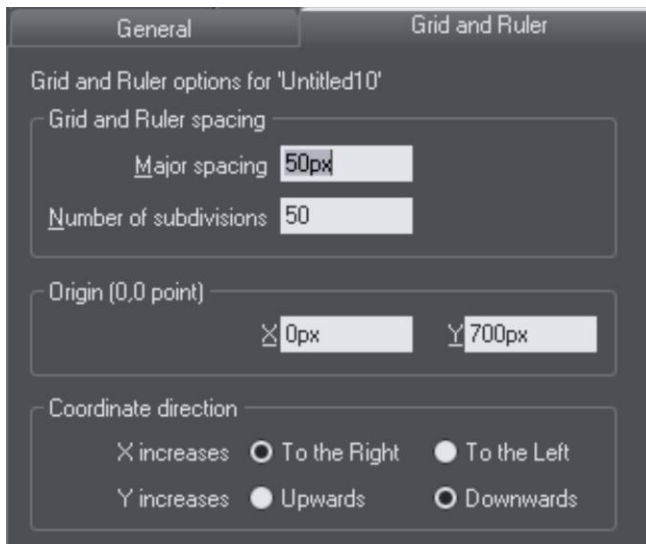 General Grid and Ruler
Grid and Ruler options for 'Untitled10'
Grid and Ruler spacing
Major spacing 50px
Number of subdivisions 50
Origin (0,0 point)
X 0px Y 700px
Coordinate direction
X increases To the Right To the Left
Y increases Upwards Downwards